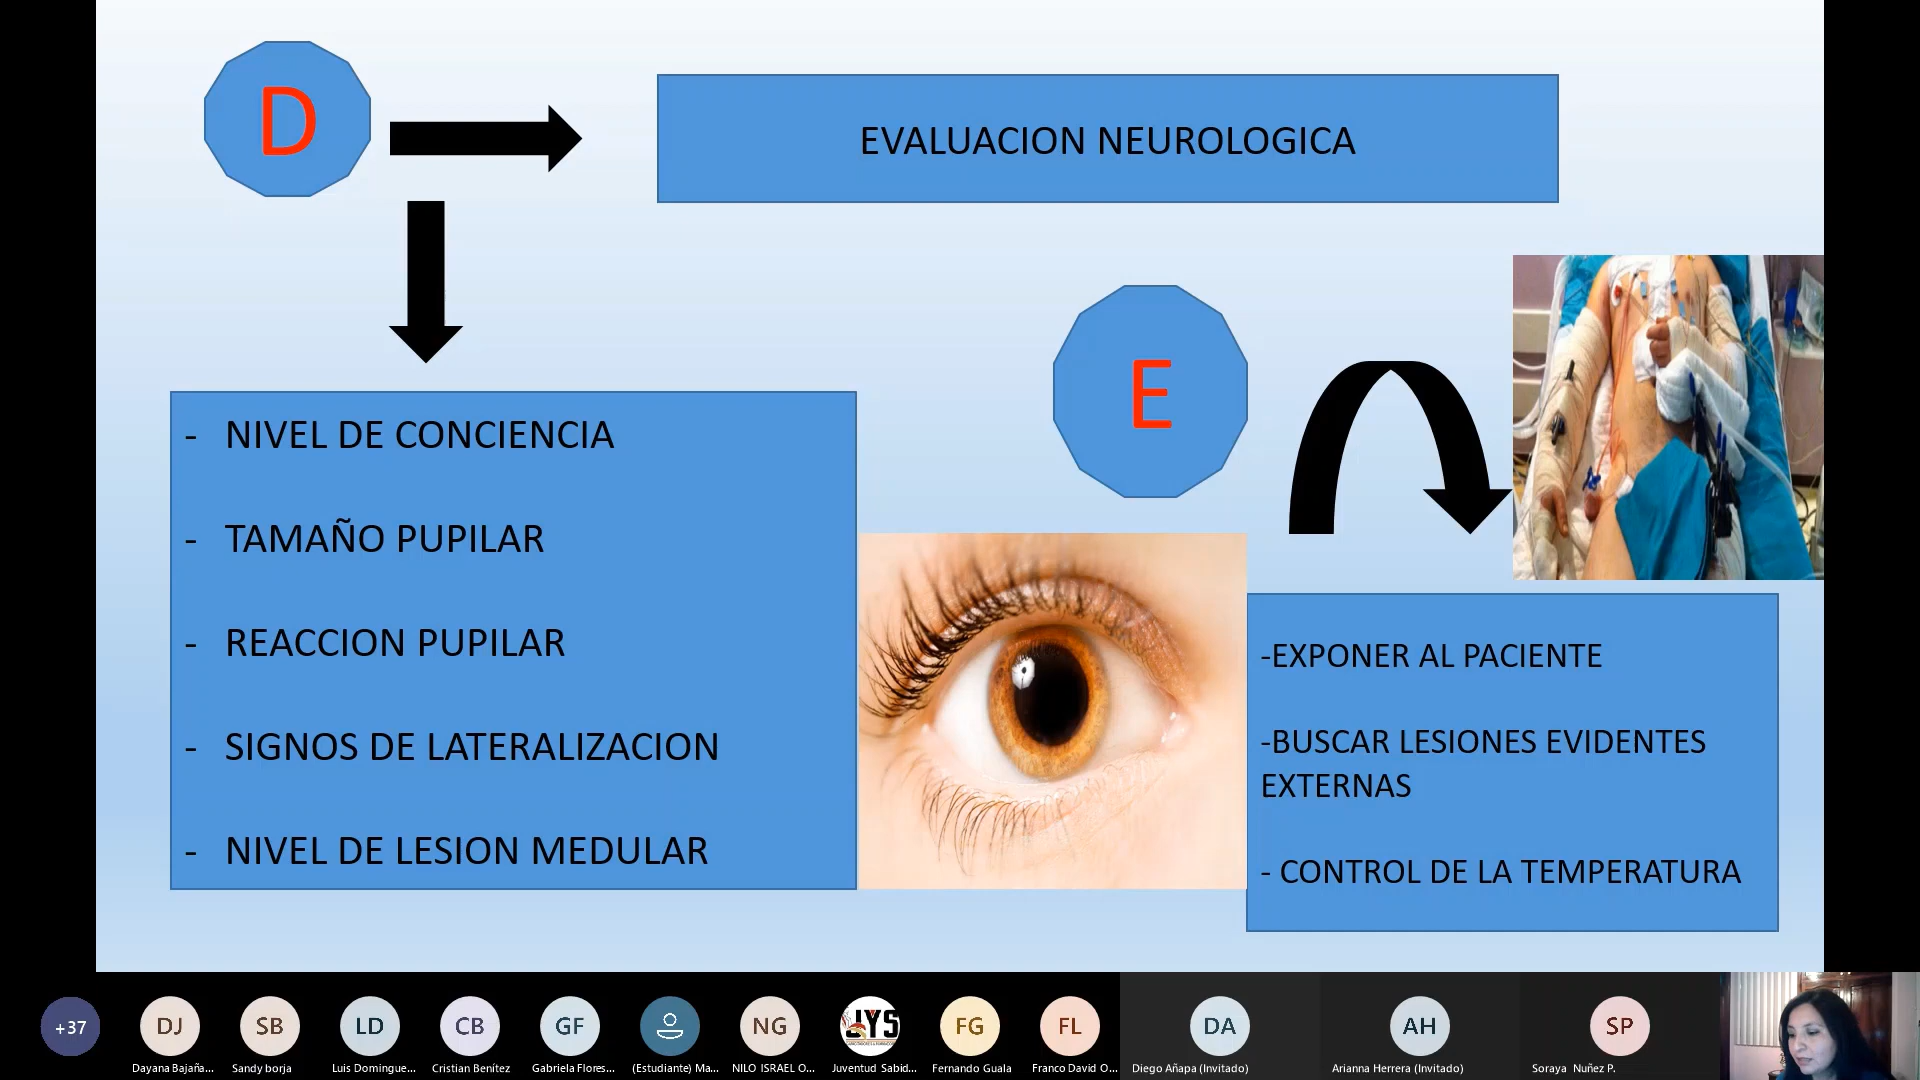 D
EVALUACION NEUROLOGICA
- NIVEL DE CONCIENCIA
- TAMAÑO PUPILAR
- REACCION PUPILAR
- SIGNOS DE LATERALIZACION
- NIVEL DE LESION MEDULAR
E
-EXPONER AL PACIENTE
-BUSCAR LESIONES EVIDENTES
EXTERNAS
- CONTROL DE LA TEMPERATURA
+37
DJ
SB
LD
CB
GF
NG
JYS
FG
FL
DA
AH
SP
Dayana Bajaña...
Sandy borja
Luis Domingue...
Cristian Benítez
Gabriela Flores...
(Estudiante) Ma...
NILO ISRAEL O...
Juventud Sabid...
Fernando Guala
Franco David O...
Diego Añapa (Invitado)
Arianna Herrera (Invitado)
Soraya Nuñez P.